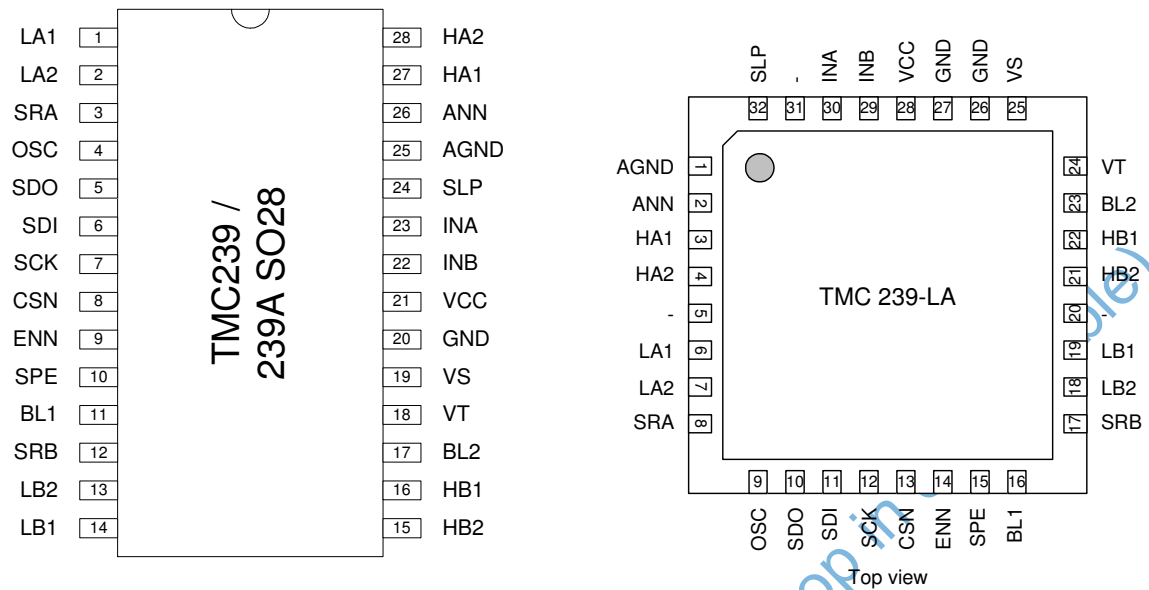 LA1 1
LA2 2
SRA 3
OSC 4
SDO 5
SDI 6
SCK 7
CSN 8
ENN 9
SPE 10
BL1 11
SRB 12
LB2 13
LB1 14
TMC239 /
239A SO28
28 HA2
27 HA1
26 ANN
25 AGND
24 SLP
23 INA
22 INB
21 VCC
20 GND
19 VS
18 VT
17 BL2
16 HB1
15 HB2
SLP - INA INB VCC GND GND VS
32 31 30 29 28 27 26 25
AGND 1
ANN 2
HA1 3
HA2 4
- 5
LA1 6
LA2 7
SRA 8
TMC 239-LA
24 VT
23 BL2
22 HB1
21 HB2
20 -
19 LB1
18 LB2
17 SRB
9 10 11 12 13 14 15 16
OSC SDO SDI SCK CSN ENN SPE BL1
Top view